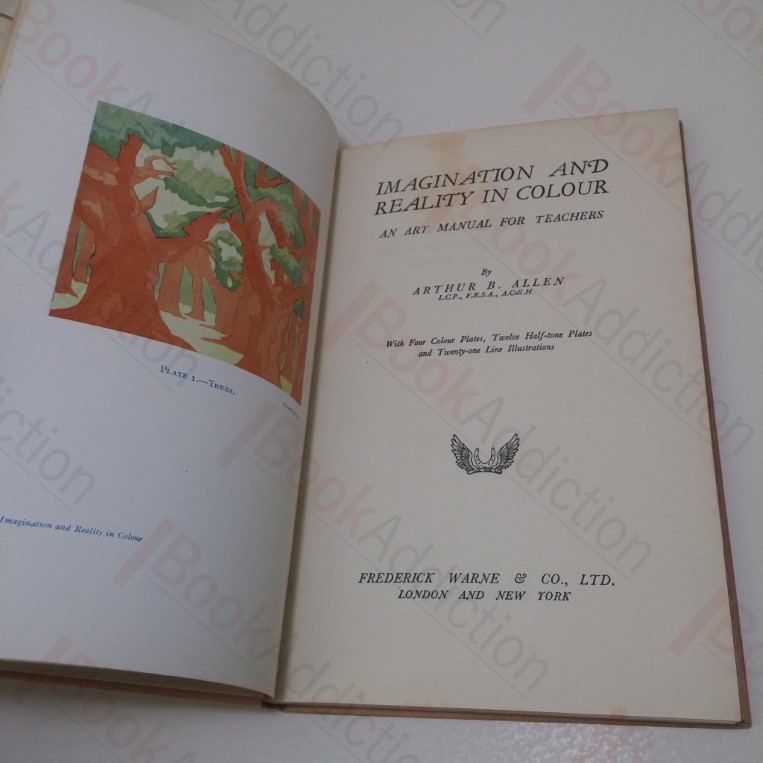 PLATE 1.—TREES.
Imagination and Reality in Colour
IMAGINATION AND
REALITY IN COLOUR
AN ART MANUAL FOR TEACHERS
By
ARTHUR B. ALLEN
L.C.P., F.R.S.A., A.Coll.H.
With Four Colour Plates, Twelve Half-tone Plates
and Twenty-one Line Illustrations
FREDERICK WARNE & CO., LTD.
LONDON AND NEW YORK
BookAddiction